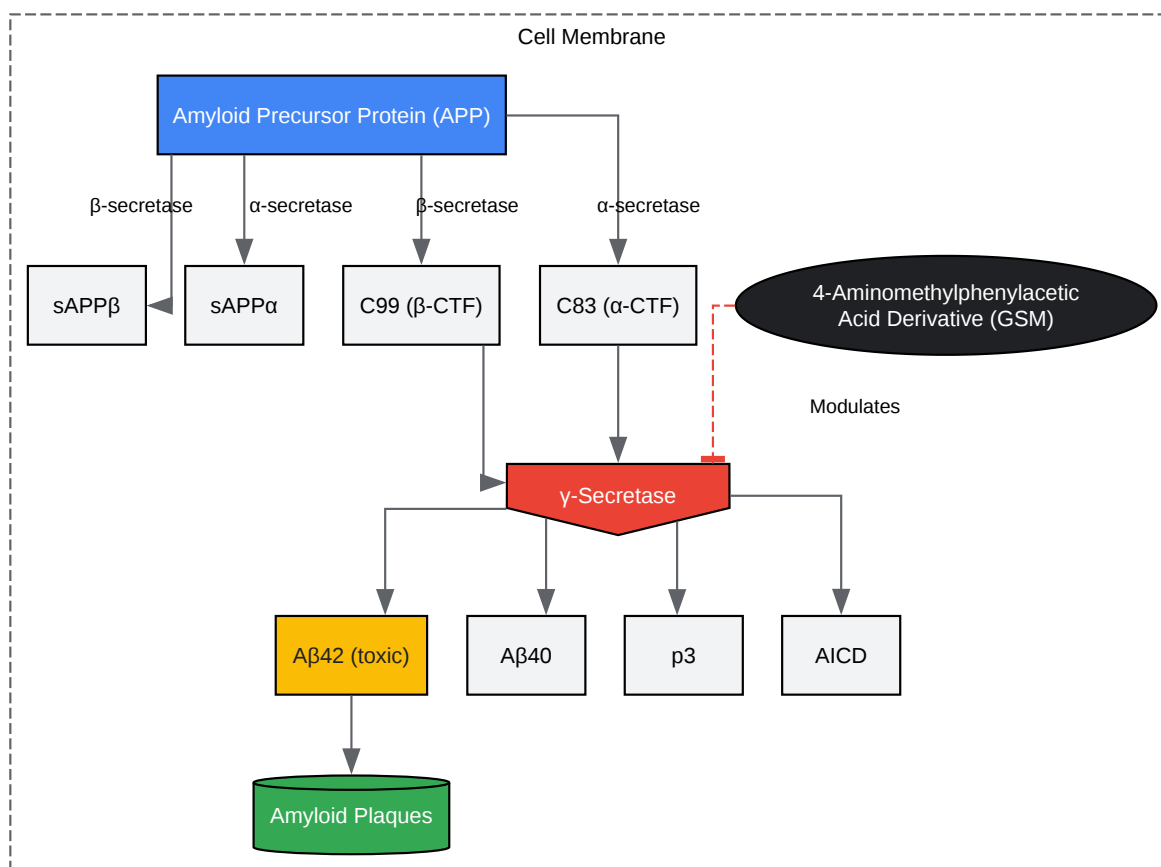 Cell Membrane
Amyloid Precursor Protein (APP)
β-secretase
α-secretase
β-secretase
α-secretase
sAPPβ
sAPPα
C99 (β-CTF)
C83 (α-CTF)
4-Aminomethylphenylacetic
Acid Derivative (GSM)
Modulates
γ-Secretase
Aβ42 (toxic)
Aβ40
p3
AICD
Amyloid Plaques